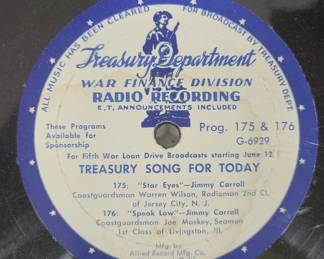 ALL MUSIC HAS BEEN CLEARED FOR BROADCAST BY TREASURY DEPT.
Treasury Department
WAR FINANCE DIVISION
RADIO RECORDING
E.T. ANNOUNCEMENTS INCLUDED
These Programs
Available for
Sponsorship
Prog. 175 & 176
G-6929
For Fifth War Loan Drive Broadcasts starting June 12
TREASURY SONG FOR TODAY
175: "Star Eyes"—Jimmy Carroll
Coastguardsman Warren Wilson, Radioman 2nd Cl.
of Jersey City, N. J.
176: "Speak Low"—Jimmy Carroll
Coastguardsman Joe Moskey, Seaman
1st Class of Livingston, Ill.
Mfg. by
Allied Record Mfg. Co.